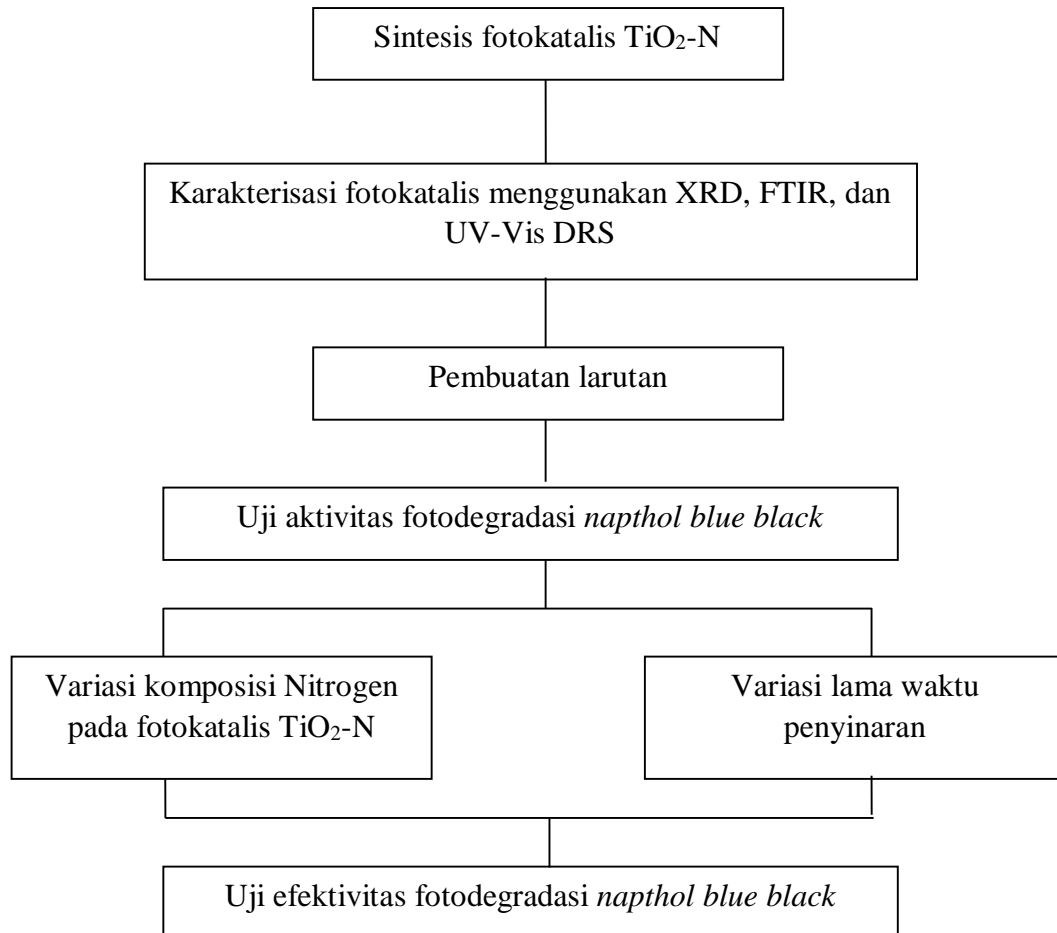 Sintesis fotokatalis TiO₂-N
Karakterisasi fotokatalis menggunakan XRD, FTIR, dan
UV-Vis DRS
Pembuatan larutan
Uji aktivitas fotodegradasi napthol blue black
Variasi komposisi Nitrogen
pada fotokatalis TiO₂-N
Variasi lama waktu
penyinaran
Uji efektivitas fotodegradasi napthol blue black